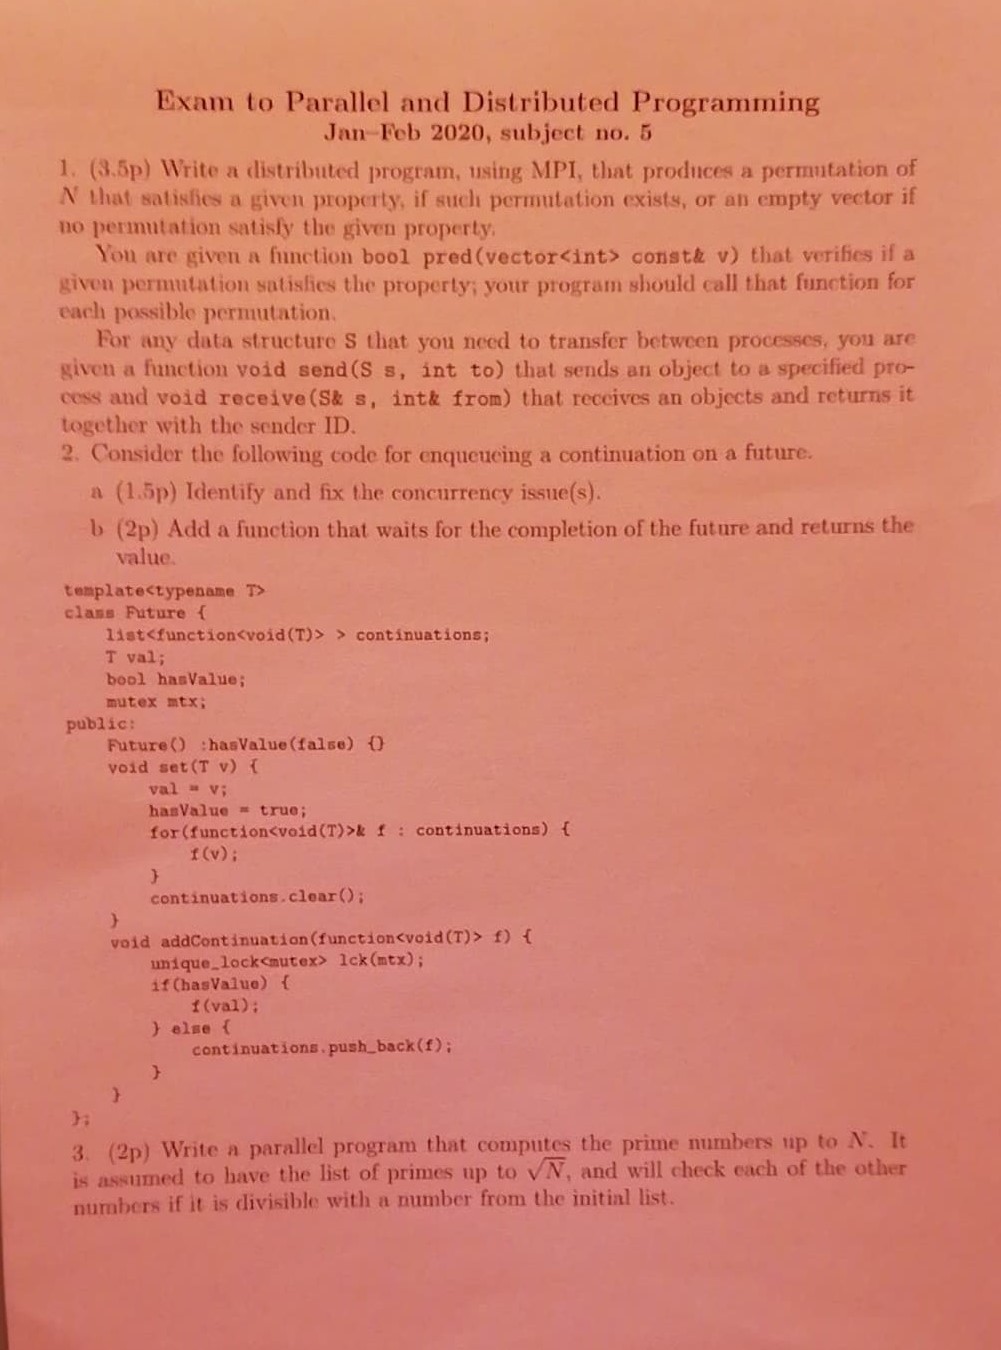 Exam to Parallel and Distributed Programming
Jan–Feb 2020, subject no. 5
1. (3.5p) Write a distributed program, using MPI, that produces a permutation of
N that satisfies a given property, if such permutation exists, or an empty vector if
no permutation satisfy the given property.
You are given a function bool pred(vector<int> const& v) that verifies if a
given permutation satisfies the property; your program should call that function for
each possible permutation.
For any data structure S that you need to transfer between processes, you are
given a function void send(S s, int to) that sends an object to a specified pro-
cess and void receive(S& s, int& from) that receives an objects and returns it
together with the sender ID.
2. Consider the following code for enqueueing a continuation on a future.
a (1.5p) Identify and fix the concurrency issue(s).
b (2p) Add a function that waits for the completion of the future and returns the
value.
template<typename T>
class Future {
    list<function<void(T)> > continuations;
    T val;
    bool hasValue;
    mutex mtx;
public:
    Future() :hasValue(false) {}
    void set(T v) {
        val = v;
        hasValue = true;
        for(function<void(T)>& f : continuations) {
            f(v);
        }
        continuations.clear();
    }
    void addContinuation(function<void(T)> f) {
        unique_lock<mutex> lck(mtx);
        if(hasValue) {
            f(val);
        } else {
            continuations.push_back(f);
        }
    }
};
3. (2p) Write a parallel program that computes the prime numbers up to N. It
is assumed to have the list of primes up to √N, and will check each of the other
numbers if it is divisible with a number from the initial list.